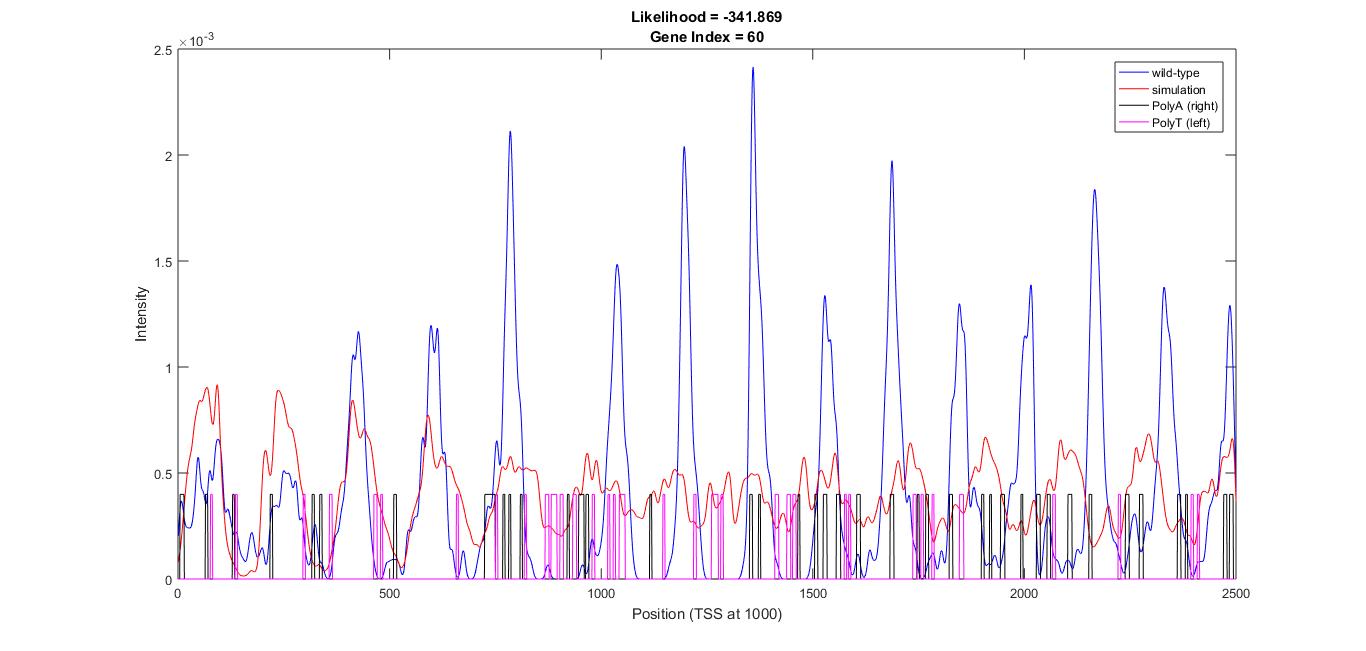 Likelihood = -341.869
Gene Index = 60
×10⁻³
2.5
2
1.5
1
0.5
0
Intensity
wild-type
simulation
PolyA (right)
PolyT (left)
0 500 1000 1500 2000 2500
Position (TSS at 1000)